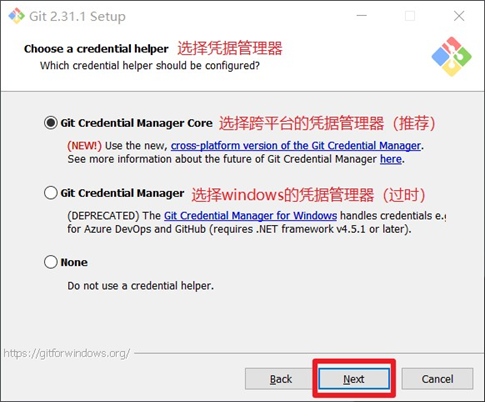 Git 2.31.1 Setup
Choose a credential helper 选择凭据管理器
Which credential helper should be configured?
Git Credential Manager Core 选择跨平台的凭据管理器（推荐）
(NEW!) Use the new, cross-platform version of the Git Credential Manager.
See more information about the future of Git Credential Manager here.
Git Credential Manager 选择windows的凭据管理器（过时）
(DEPRECATED) The Git Credential Manager for Windows handles credentials e.g
for Azure DevOps and GitHub (requires .NET framework v4.5.1 or later).
None
Do not use a credential helper.
https://gitforwindows.org/
Back Next Cancel